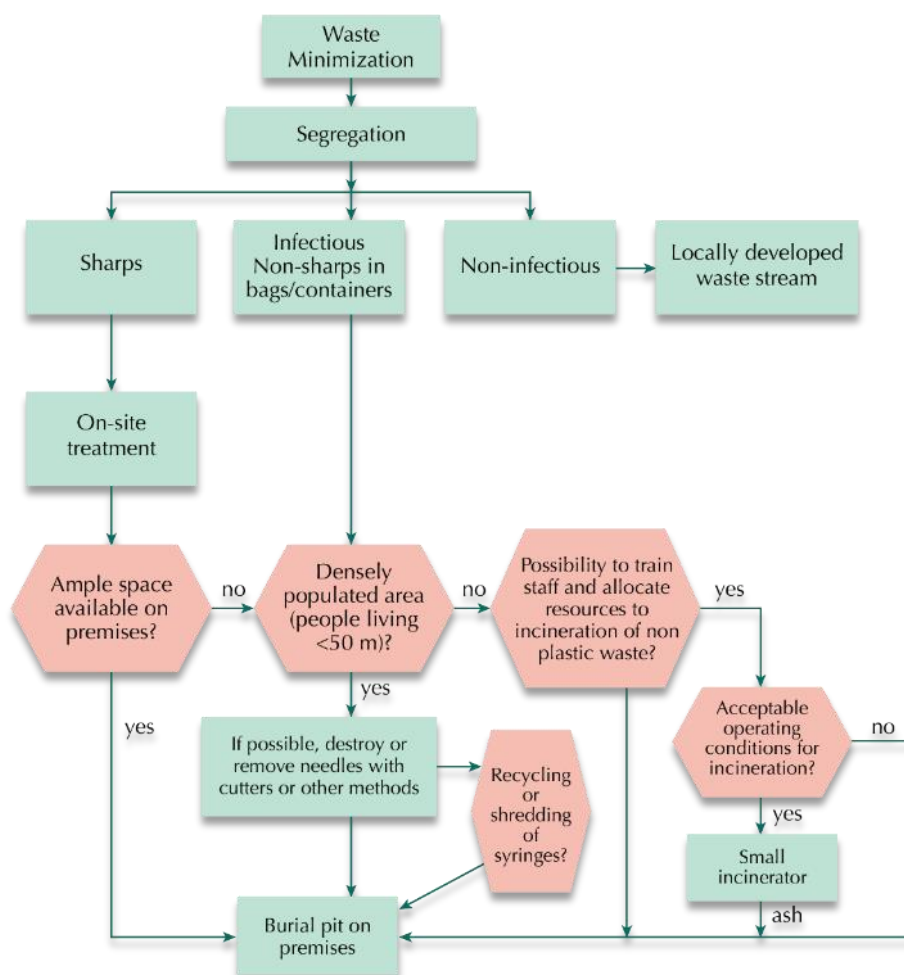 Waste
Minimization
Segregation
Sharps
Infectious
Non-sharps in
bags/containers
Non-infectious
Locally developed
waste stream
On-site
treatment
Ample space
available on
premises?
no
Densely
populated area
(people living
<50 m)?
no
Possibility to train
staff and allocate
resources to
incineration of non
plastic waste?
yes
yes
yes
If possible, destroy or
remove needles with
cutters or other methods
Recycling
or
shredding
of
syringes?
Acceptable
operating
conditions for
incineration?
no
yes
Small
incinerator
ash
Burial pit on
premises